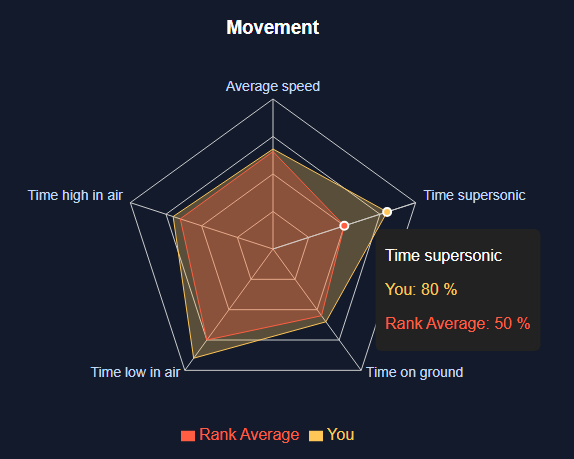 Movement
Average speed
Time high in air
Time supersonic
Time supersonic
You: 80 %
Rank Average: 50 %
Time low in air
Time on ground
Rank Average
You